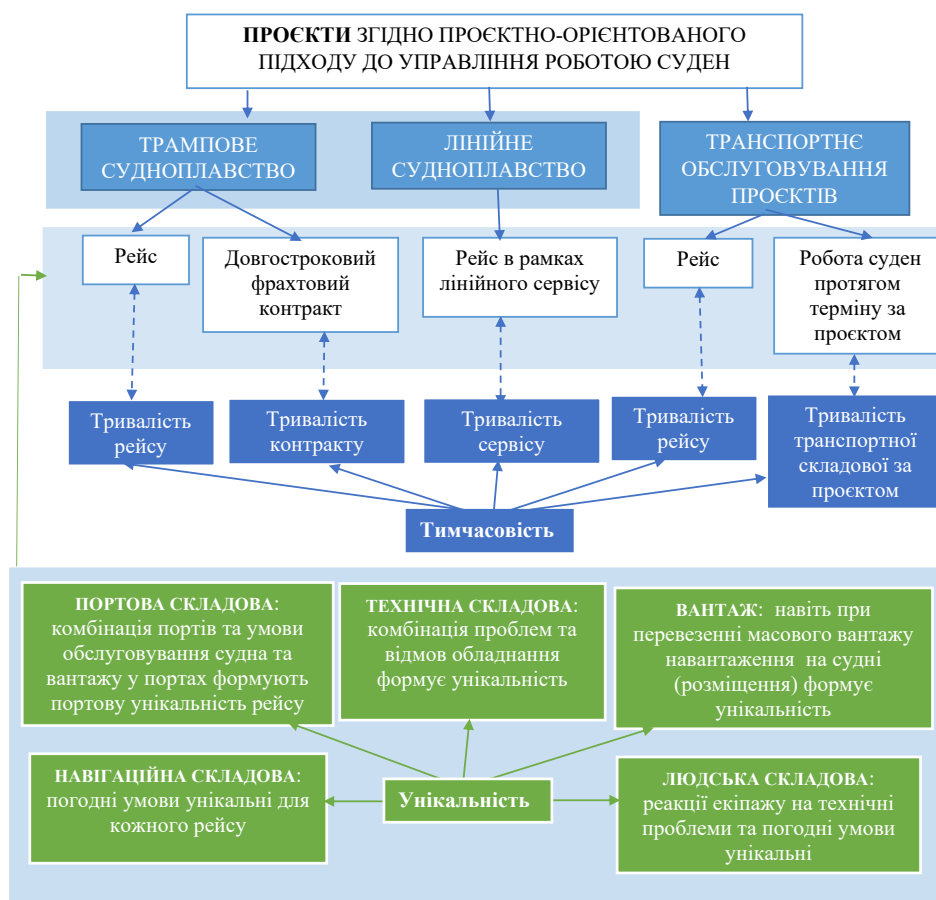 ПРОЄКТИ ЗГІДНО ПРОЄКТНО-ОРІЄНТОВАНОГО
ПІДХОДУ ДО УПРАВЛІННЯ РОБОТОЮ СУДЕН
ТРАМПОВЕ
СУДНОПЛАВСТВО
ЛІНІЙНЕ
СУДНОПЛАВСТВО
ТРАНСПОРТНЄ
ОБСЛУГОВУВАННЯ
ПРОЄКТІВ
Рейс
Довгостроковий
фрахтовий
контракт
Рейс в рамках
лінійного сервісу
Рейс
Робота суден
протягом
терміну за
проєктом
Тривалість
рейсу
Тривалість
контракту
Тривалість
сервісу
Тривалість
рейсу
Тривалість
транспортної
складової за
проєктом
Тимчасовість
ПОРТОВА СКЛАДОВА:
комбінація портів та умови
обслуговування судна та
вантажу у портах формують
портову унікальність рейсу
ТЕХНІЧНА СКЛАДОВА:
комбінація проблем та
відмов обладнання
формує унікальність
ВАНТАЖ: навіть при
перевезенні масового вантажу
навантаження на судні
(розміщення) формує
унікальність
НАВІГАЦІЙНА СКЛАДОВА:
погодні умови унікальні для
кожного рейсу
Унікальність
ЛЮДСЬКА СКЛАДОВА:
реакції екіпажу на технічні
проблеми та погодні умови
унікальні